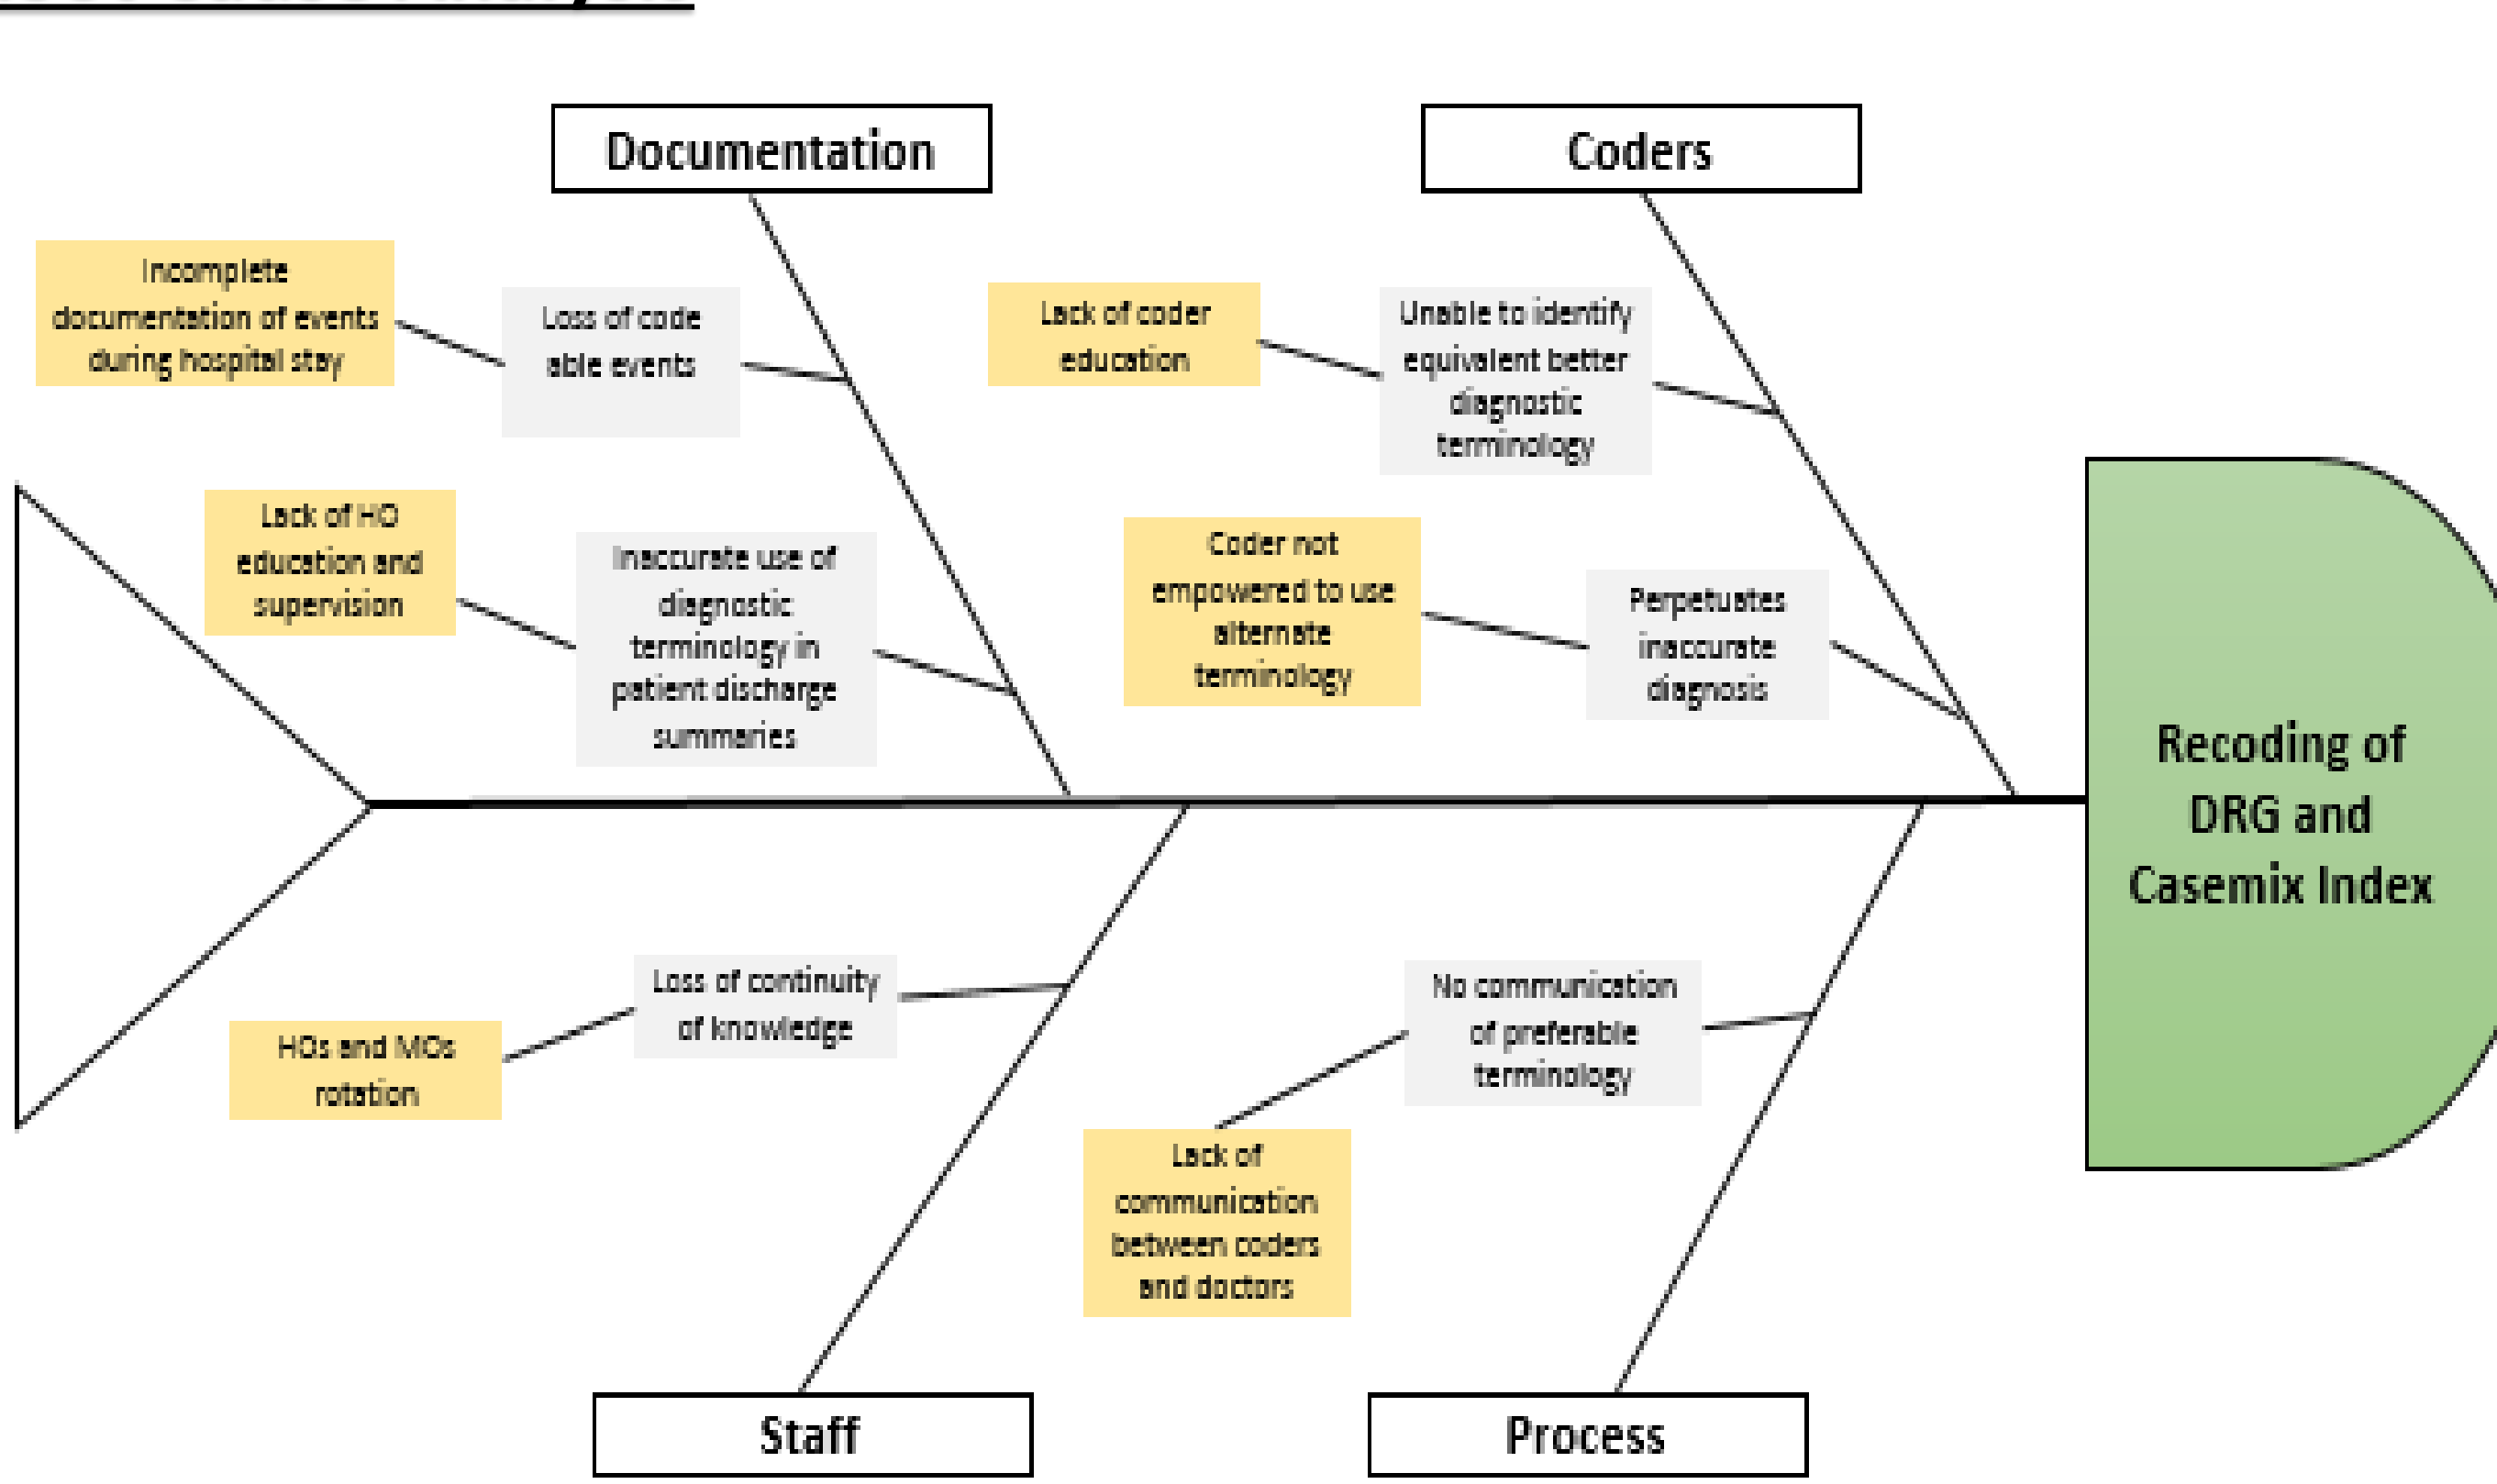 Documentation
Coders
Incomplete
documentation of events
during hospital stay
Loss of code
able events
Lack of coder
education
Unable to identify
equivalent better
diagnostic
terminology
Lack of HO
education and
supervision
Inaccurate use of
diagnostic
terminology in
patient discharge
summaries
Coder not
empowered to use
alternate
terminology
Perpetuates
inaccurate
diagnosis
Recoding of
DRG and
Casemix Index
Loss of continuity
of knowledge
HOs and MOs
rotation
No communication
of preferable
terminology
Lack of
communication
between coders
and doctors
Staff
Process